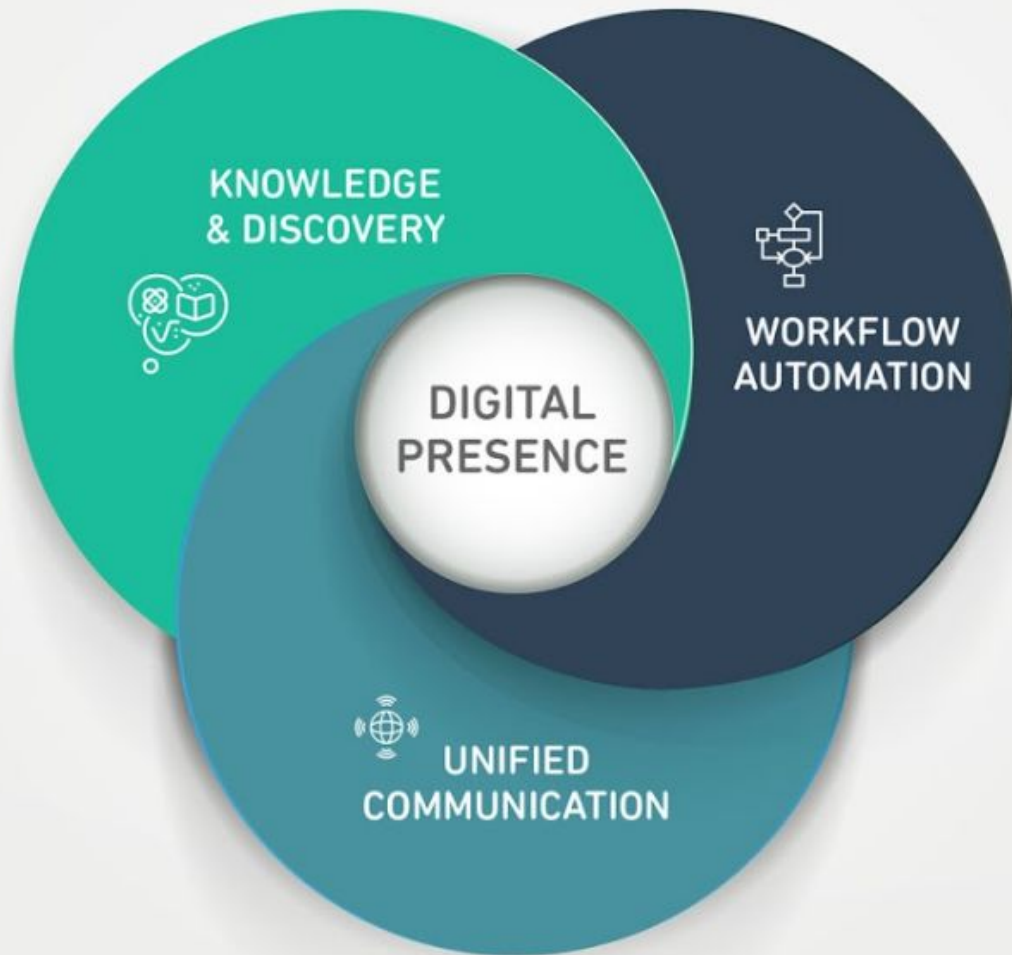 KNOWLEDGE
& DISCOVERY
WORKFLOW
AUTOMATION
DIGITAL
PRESENCE
UNIFIED
COMMUNICATION